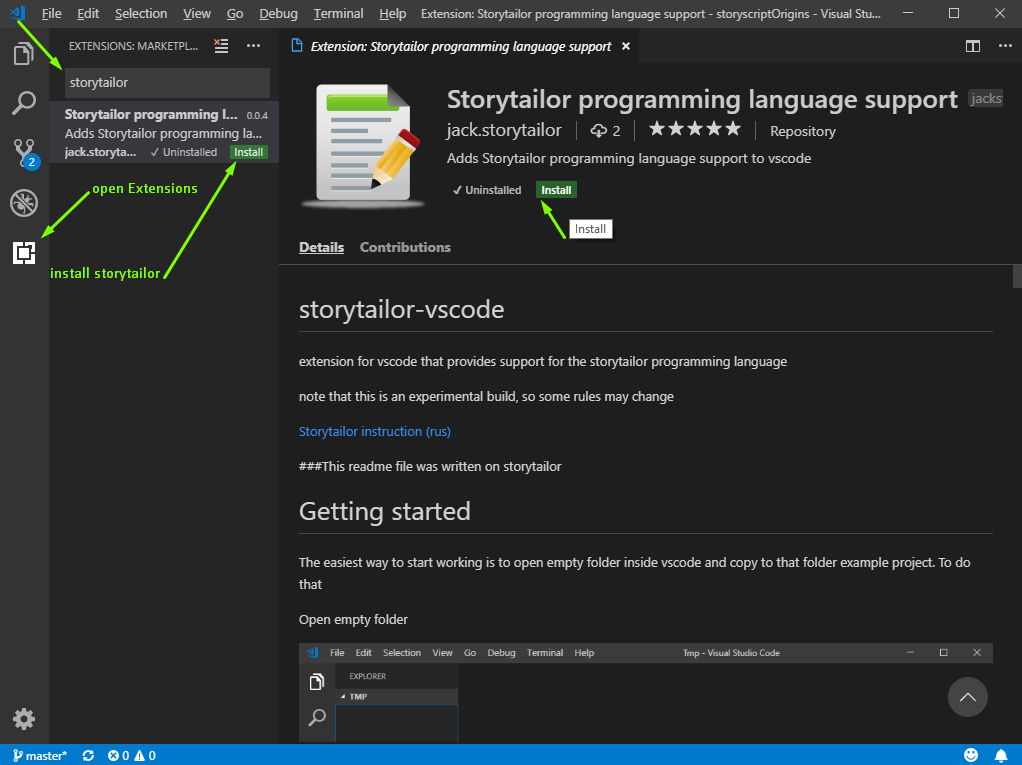 File Edit Selection View Go Debug Terminal Help Extension: Storytailor programming language support - storyscriptOrigins - Visual Stu...
EXTENSIONS: MARKETPL...
Extension: Storytailor programming language support
storytailor
Storytailor programming l... 0.0.4
Adds Storytailor programming la...
jack.storyta... ✓ Uninstalled Install
2
open Extensions
install storytailor
Storytailor programming language support jacks
jack.storytailor 2 ★★★★★ Repository
Adds Storytailor programming language support to vscode
✓ Uninstalled Install
Install
Details Contributions
storytailor-vscode
extension for vscode that provides support for the storytailor programming language
note that this is an experimental build, so some rules may change
Storytailor instruction (rus)
###This readme file was written on storytailor
Getting started
The easiest way to start working is to open empty folder inside vscode and copy to that folder example project. To do
that
Open empty folder
File Edit Selection View Go Debug Terminal Help Tmp - Visual Studio Code
EXPLORER
TMP
master* 0 0